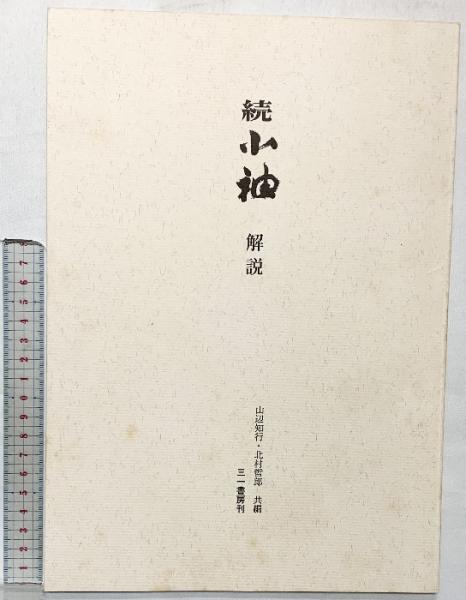 続小袖 解説
山辺知行・北村哲郎 共編
三一書房刊